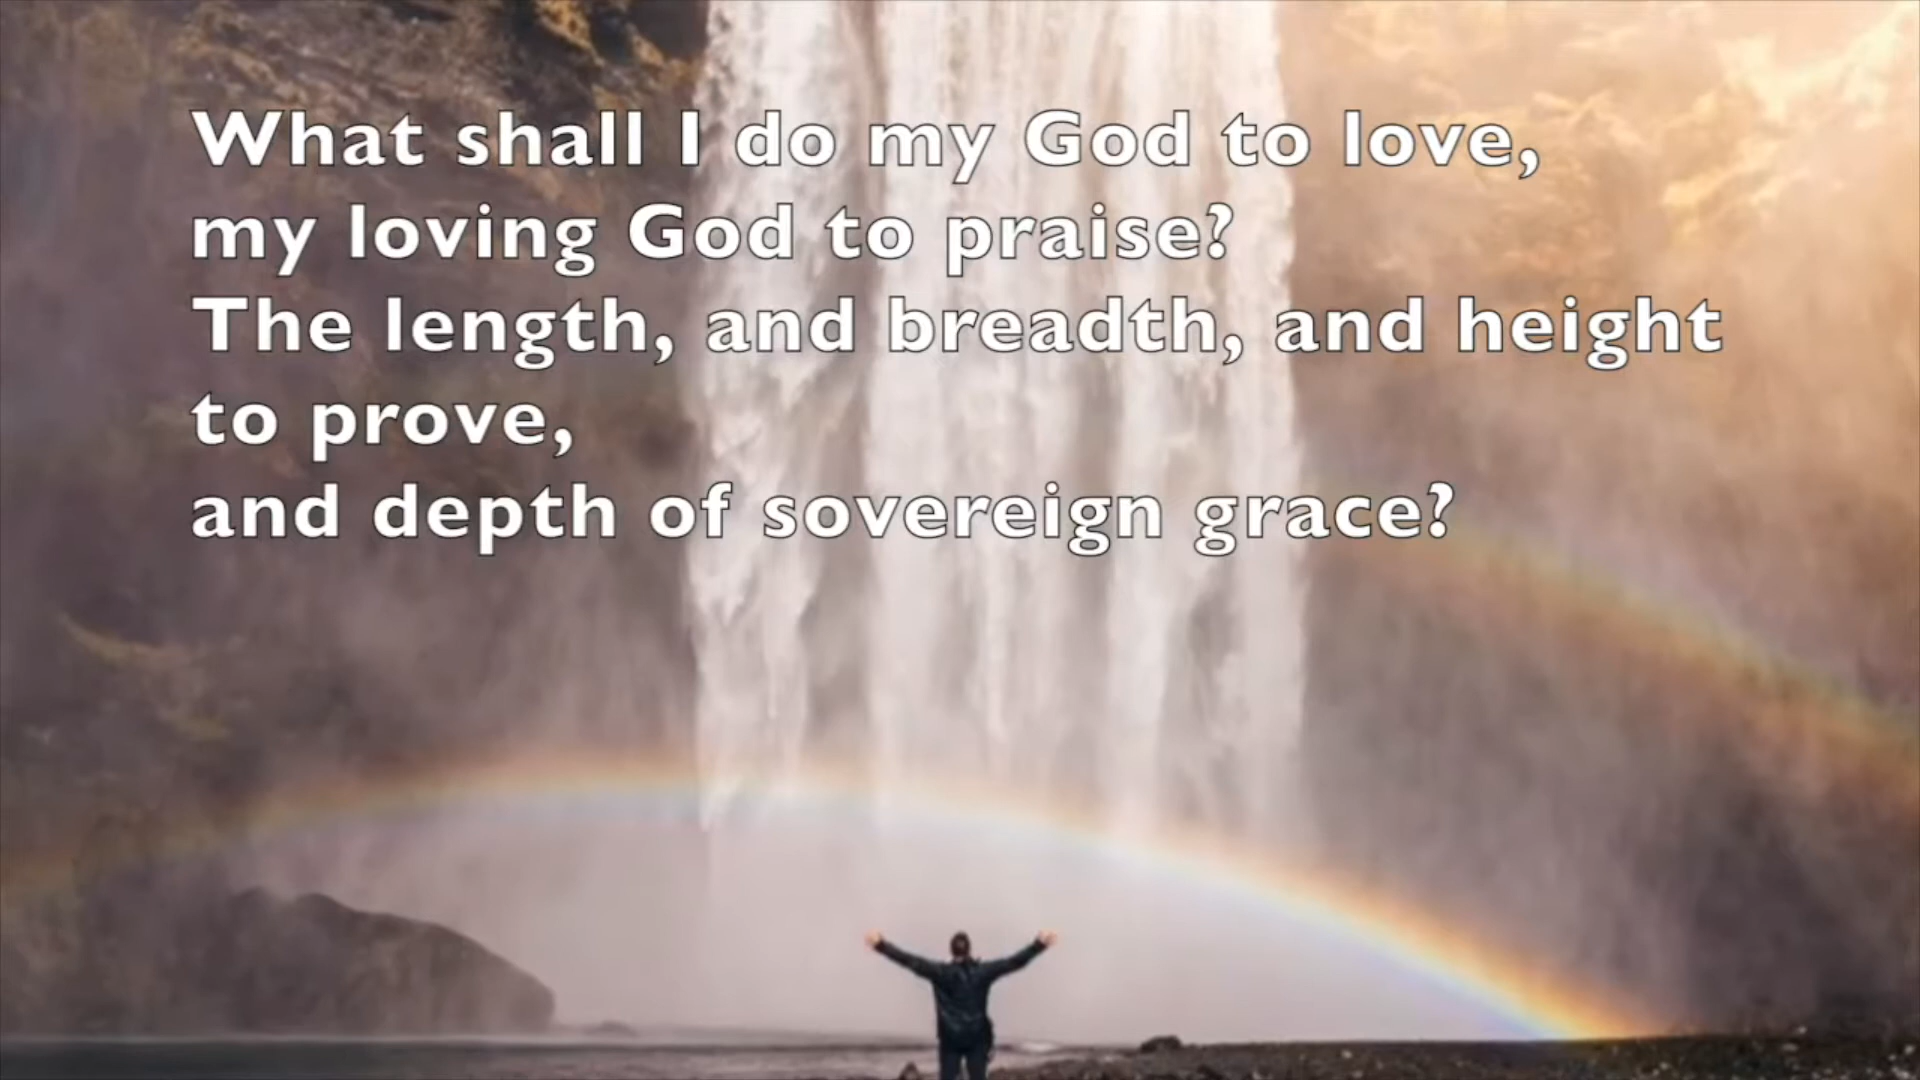 What shall I do my God to love,
my loving God to praise?
The length, and breadth, and height
to prove,
and depth of sovereign grace?